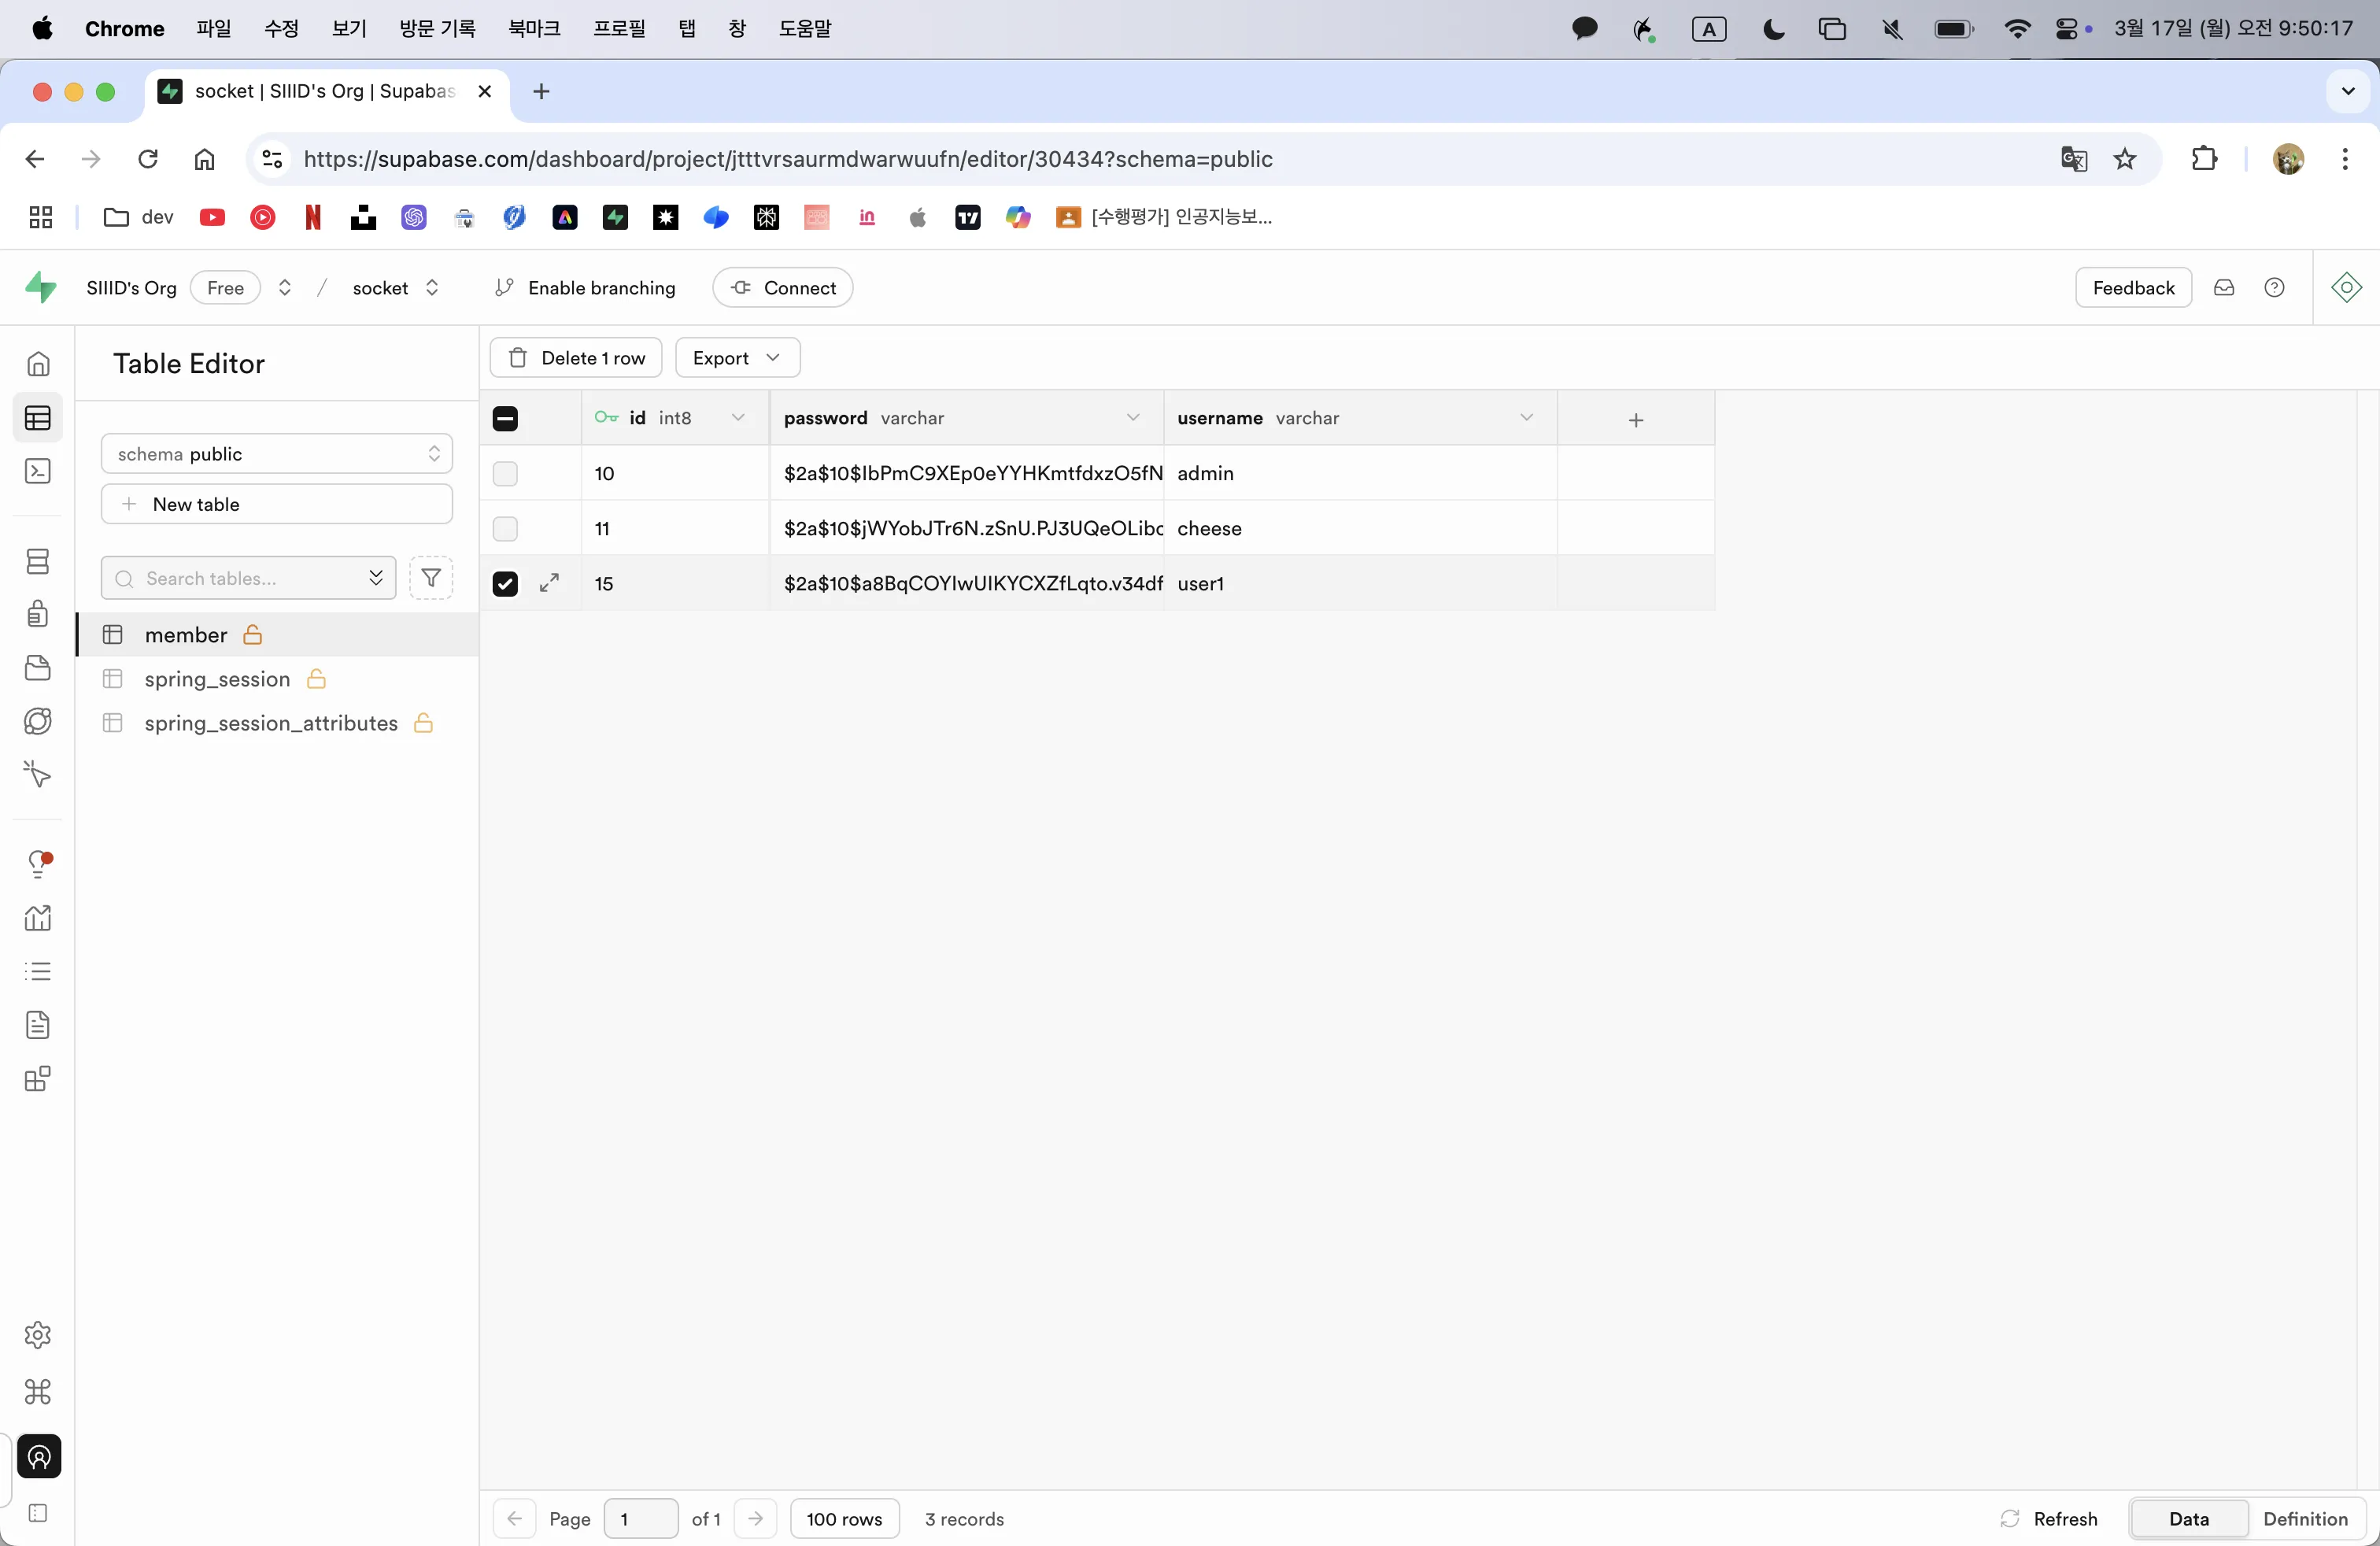 Chrome 파일 수정 보기 방문 기록 북마크 프로필 탭 창 도움말 A 3월 17일 (월) 오전 9:50:17
socket | SIIID's Org | Supabas
https://supabase.com/dashboard/project/jtttvrsaurmdwarwuufn/editor/30434?schema=public
dev [수행평가] 인공지능보...
SIIID's Org Free / socket Enable branching Connect Feedback
Table Editor
Delete 1 row Export
id int8 password varchar username varchar
schema public
New table
Search tables...
member
spring_session
spring_session_attributes
10 $2a$10$IbPmC9XEp0eYYHKmtfdxzO5fN admin
11 $2a$10$jWYobJTr6N.zSnU.PJ3UQeOLibc cheese
15 $2a$10$a8BqCOYIwUIKYCXZfLqto.v34df user1
Page 1 of 1 100 rows 3 records Refresh Data Definition